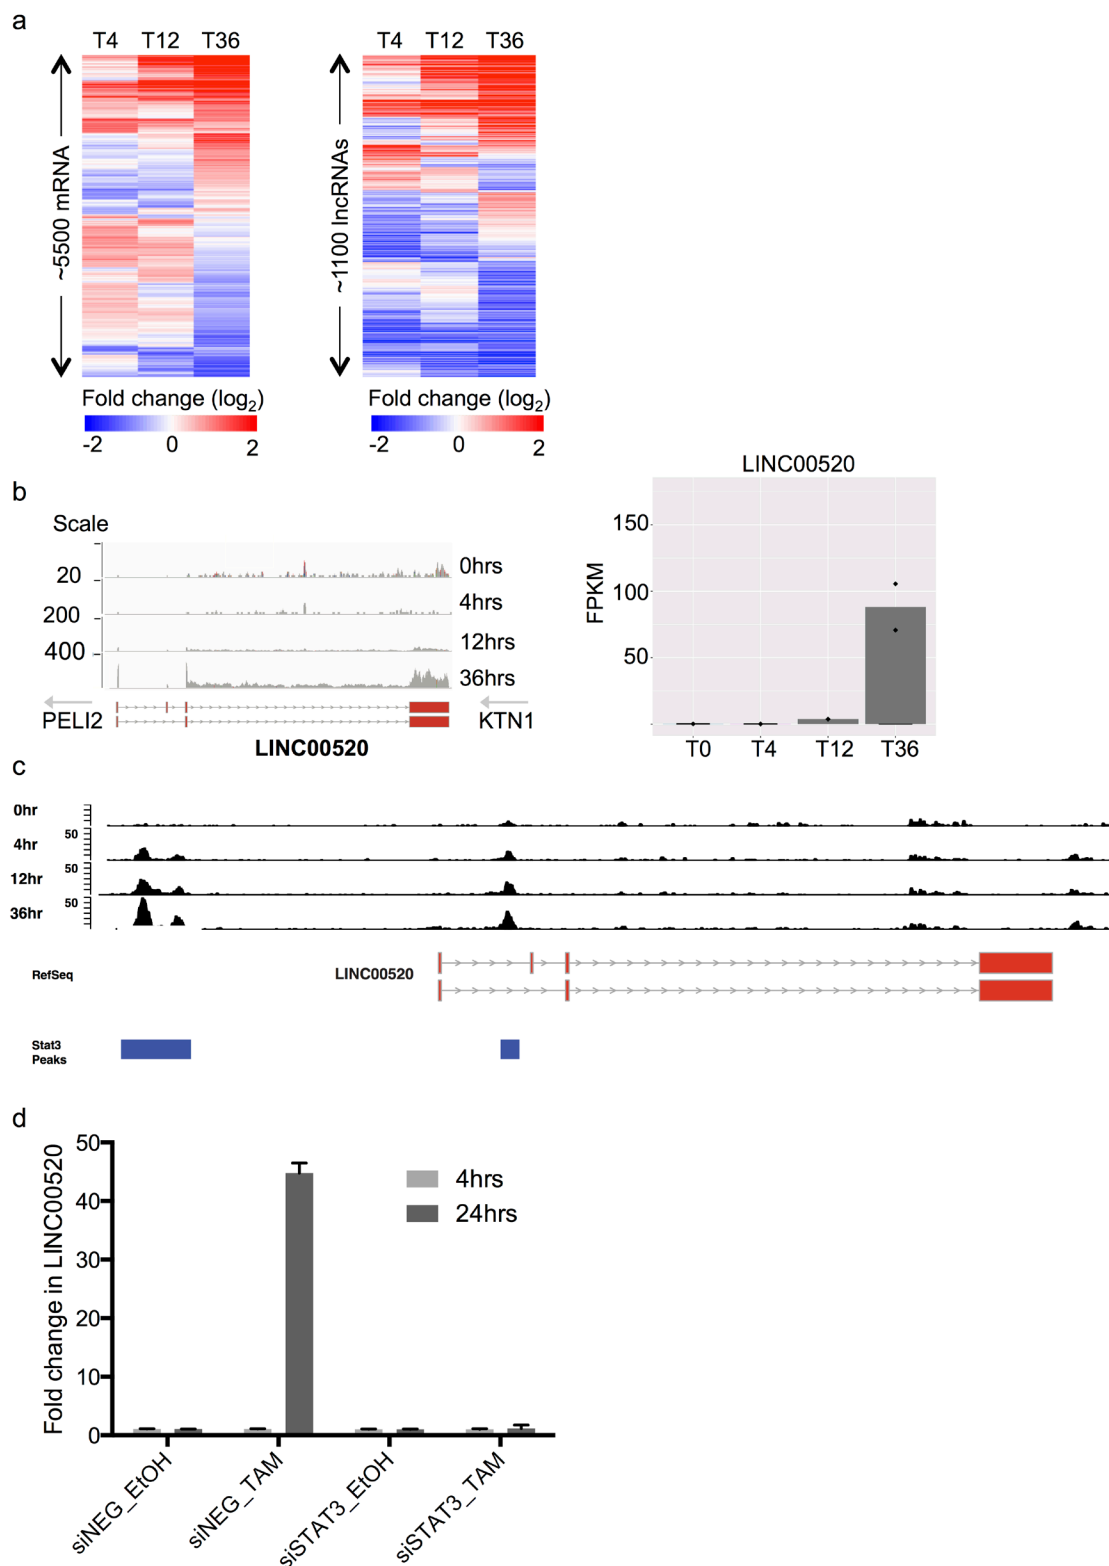 a
T4 T12 T36
~5500 mRNA
Fold change (log2)
-2 0 2
T4 T12 T36
~1100 lncRNAs
Fold change (log2)
-2 0 2
b
Scale
20
200
400
0hrs
4hrs
12hrs
36hrs
PELI2
KTN1
LINC00520
LINC00520
FPKM
150
100
50
T0 T4 T12 T36
c
0hr
50
4hr
50
12hr
50
36hr
RefSeq
LINC00520
Stat3
Peaks
d
Fold change in LINC00520
50
40
30
20
10
0
4hrs
24hrs
siNEG_EtOH
siNEG_TAM
siSTAT3_EtOH
siSTAT3_TAM